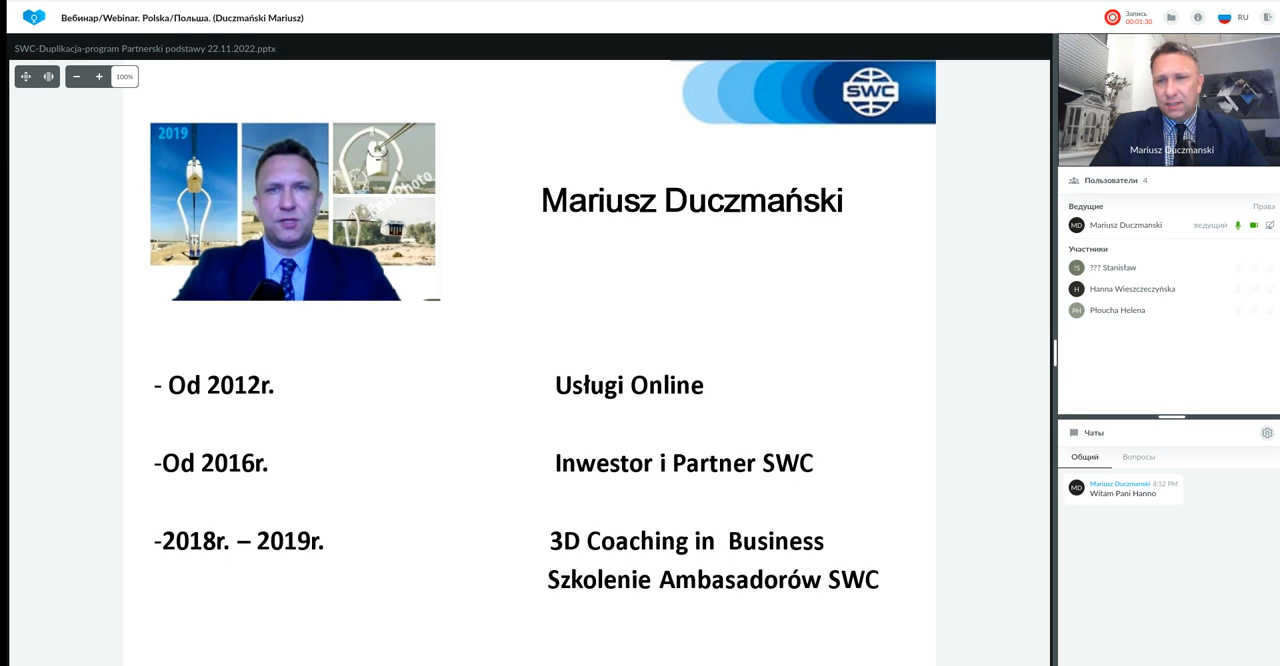 Вебинар/Webinar. Polska/Польша. (Duczmański Mariusz)
Запись
00:01:30
RU
SWC-Duplikacja-program Partnerski podstawy 22.11.2022.pptx
100%
SWC
2019
Real Photo
Mariusz Duczmański
- Od 2012r. Usługi Online
-Od 2016r. Inwestor i Partner SWC
-2018r. – 2019r. 3D Coaching in Business
Szkolenie Ambasadorów SWC
Mariusz Duczmanski
Пользователи 4
Ведущие Права
MD Mariusz Duczmanski ведущий
Участники
?S ??? Stanisław
H Hanna Wieszczeczyńska
PH Płoucha Helena
Чаты
Общий Вопросы
MD Mariusz Duczmanski 8:52 PM
Witam Pani Hanno